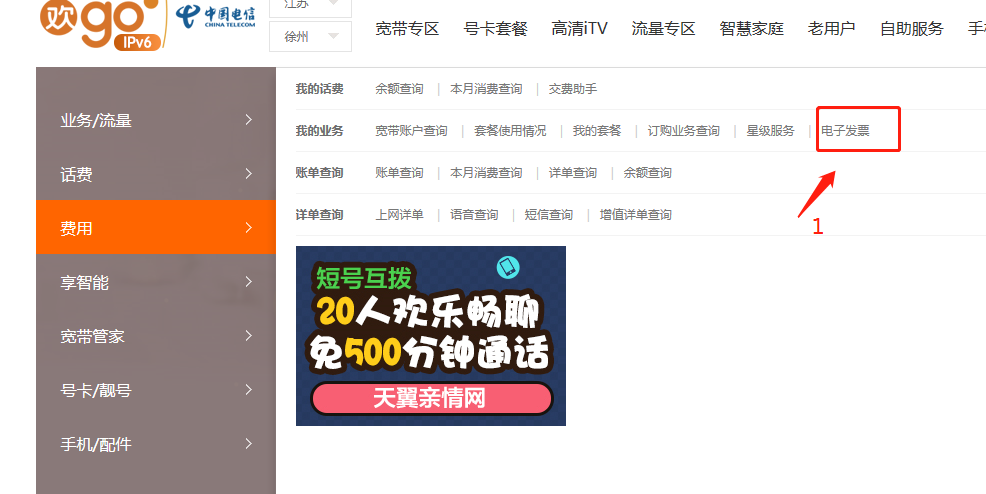 欢go IPv6
中国电信
CHINA TELECOM
江苏
徐州
宽带专区 号卡套餐 高清iTV 流量专区 智慧家庭 老用户 自助服务
业务/流量
话费
费用
享智能
宽带管家
号卡/靓号
手机/配件
我的话费 余额查询 | 本月消费查询 | 交费助手
我的业务 宽带账户查询 | 套餐使用情况 | 我的套餐 | 订购业务查询 | 星级服务 | 电子发票
账单查询 账单查询 | 本月消费查询 | 详单查询 | 余额查询
详单查询 上网详单 | 语音查询 | 短信查询 | 增值详单查询
1
短号互拨
20人欢乐畅聊
免500分钟通话
天翼亲情网